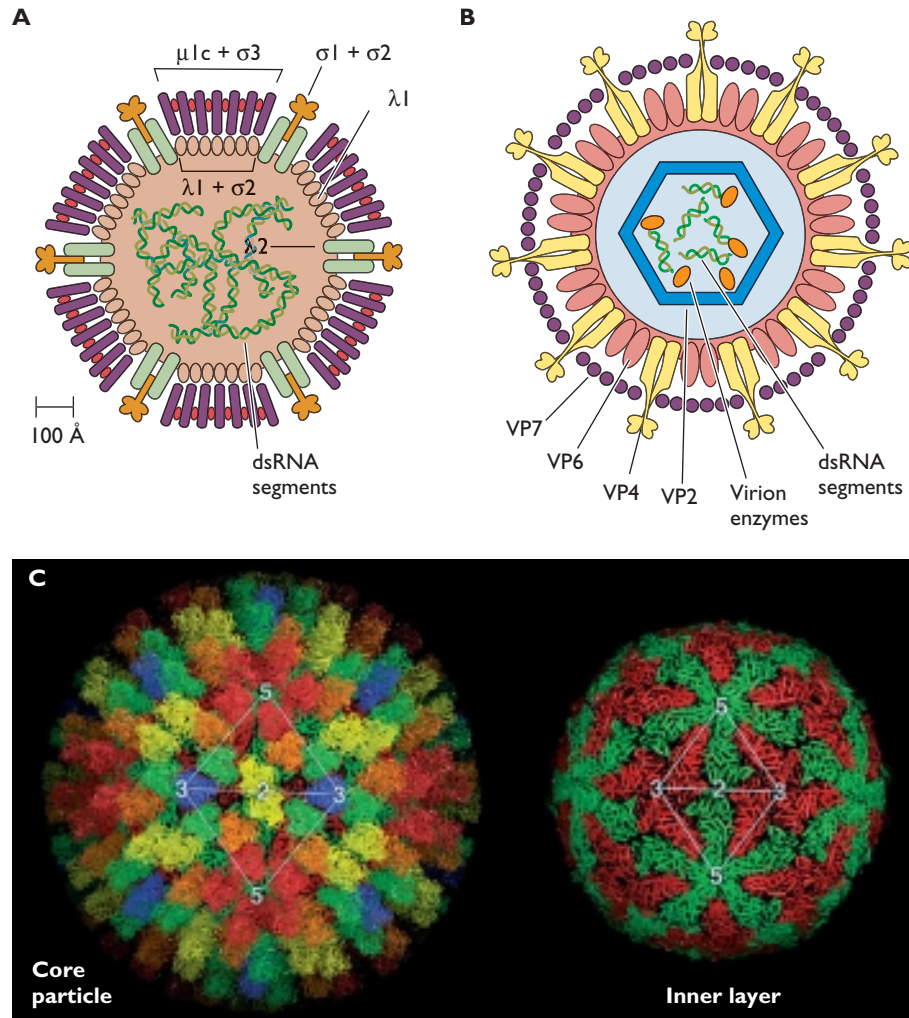 A
μ1c + σ3
σ1 + σ2
λ1
λ1 + σ2
λ2
100 Å
dsRNA
segments
B
VP7
VP6
VP4
VP2
Virion
enzymes
dsRNA
segments
C
5
3
2
3
5
Core
particle
5
3
2
3
5
Inner layer